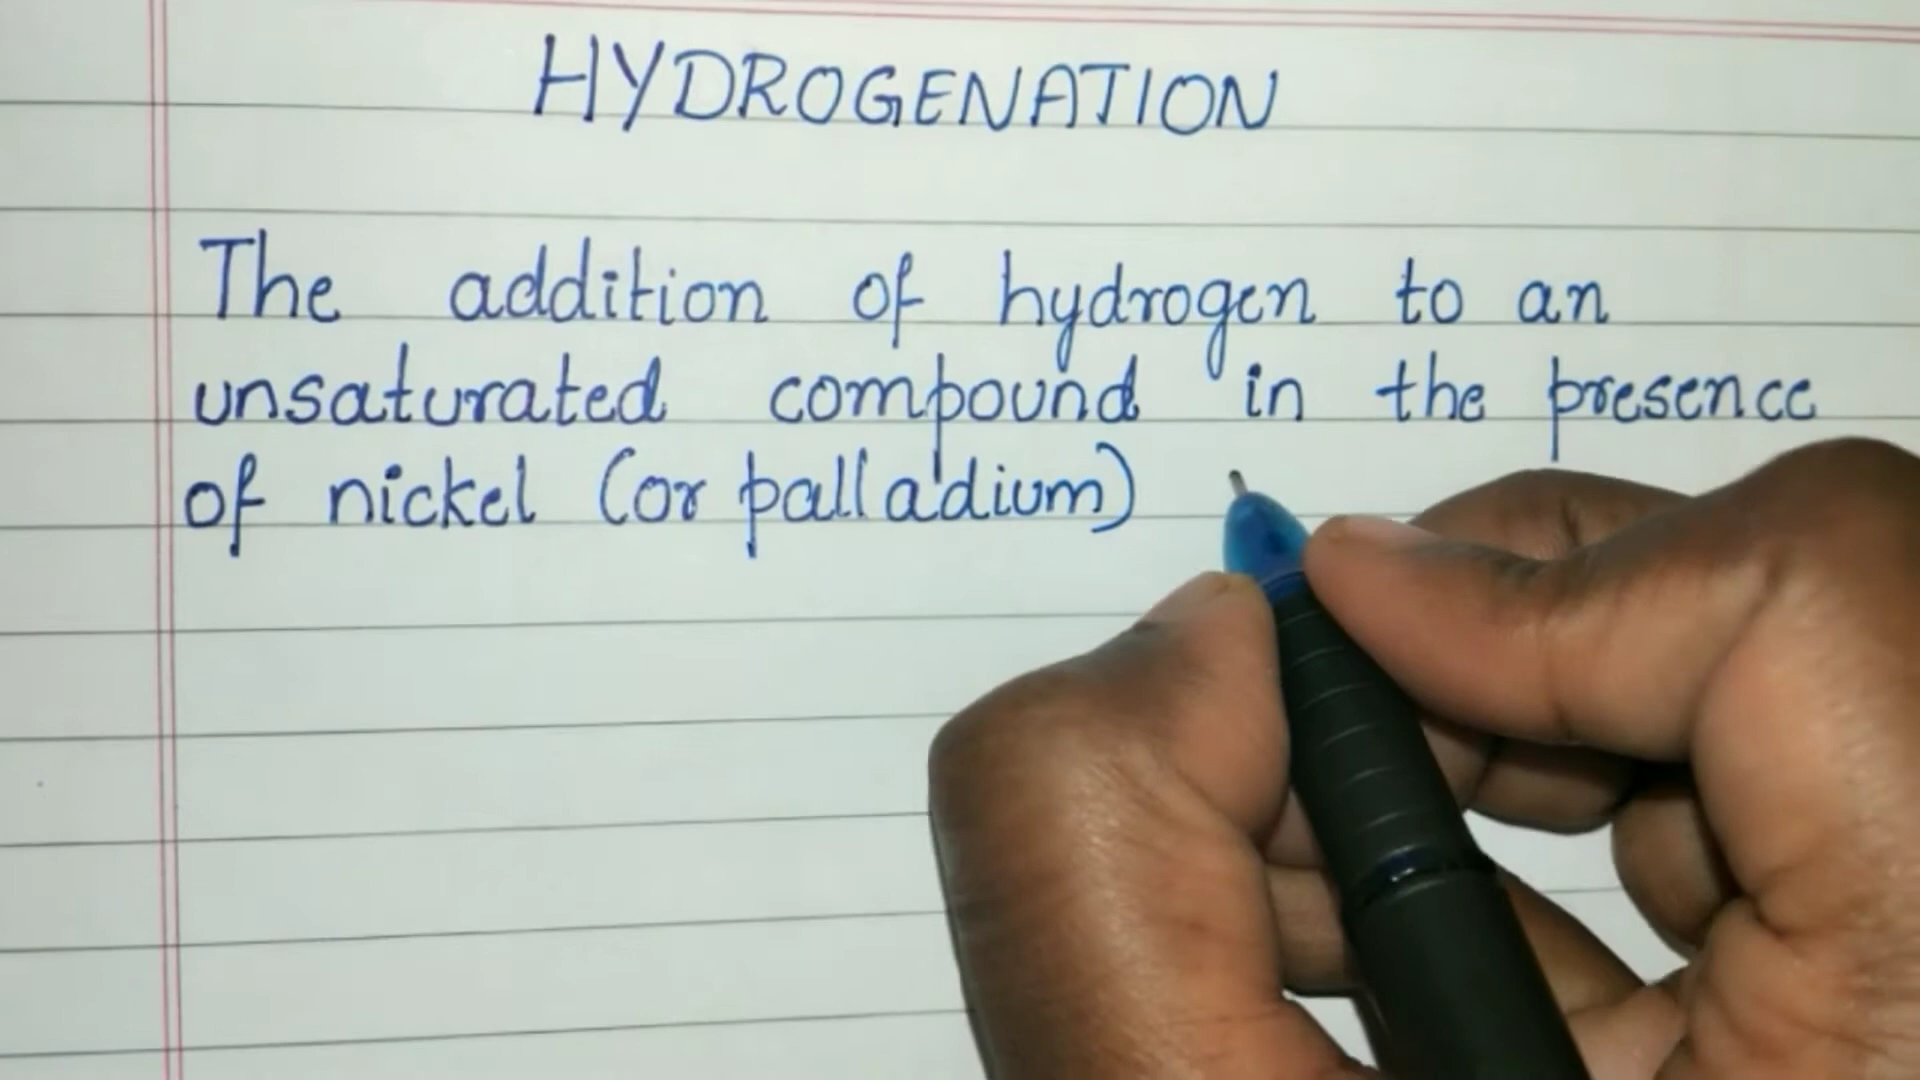 HYDROGENATION
The addition of hydrogen to an
unsaturated compound in the presence
of nickel (or palladium)